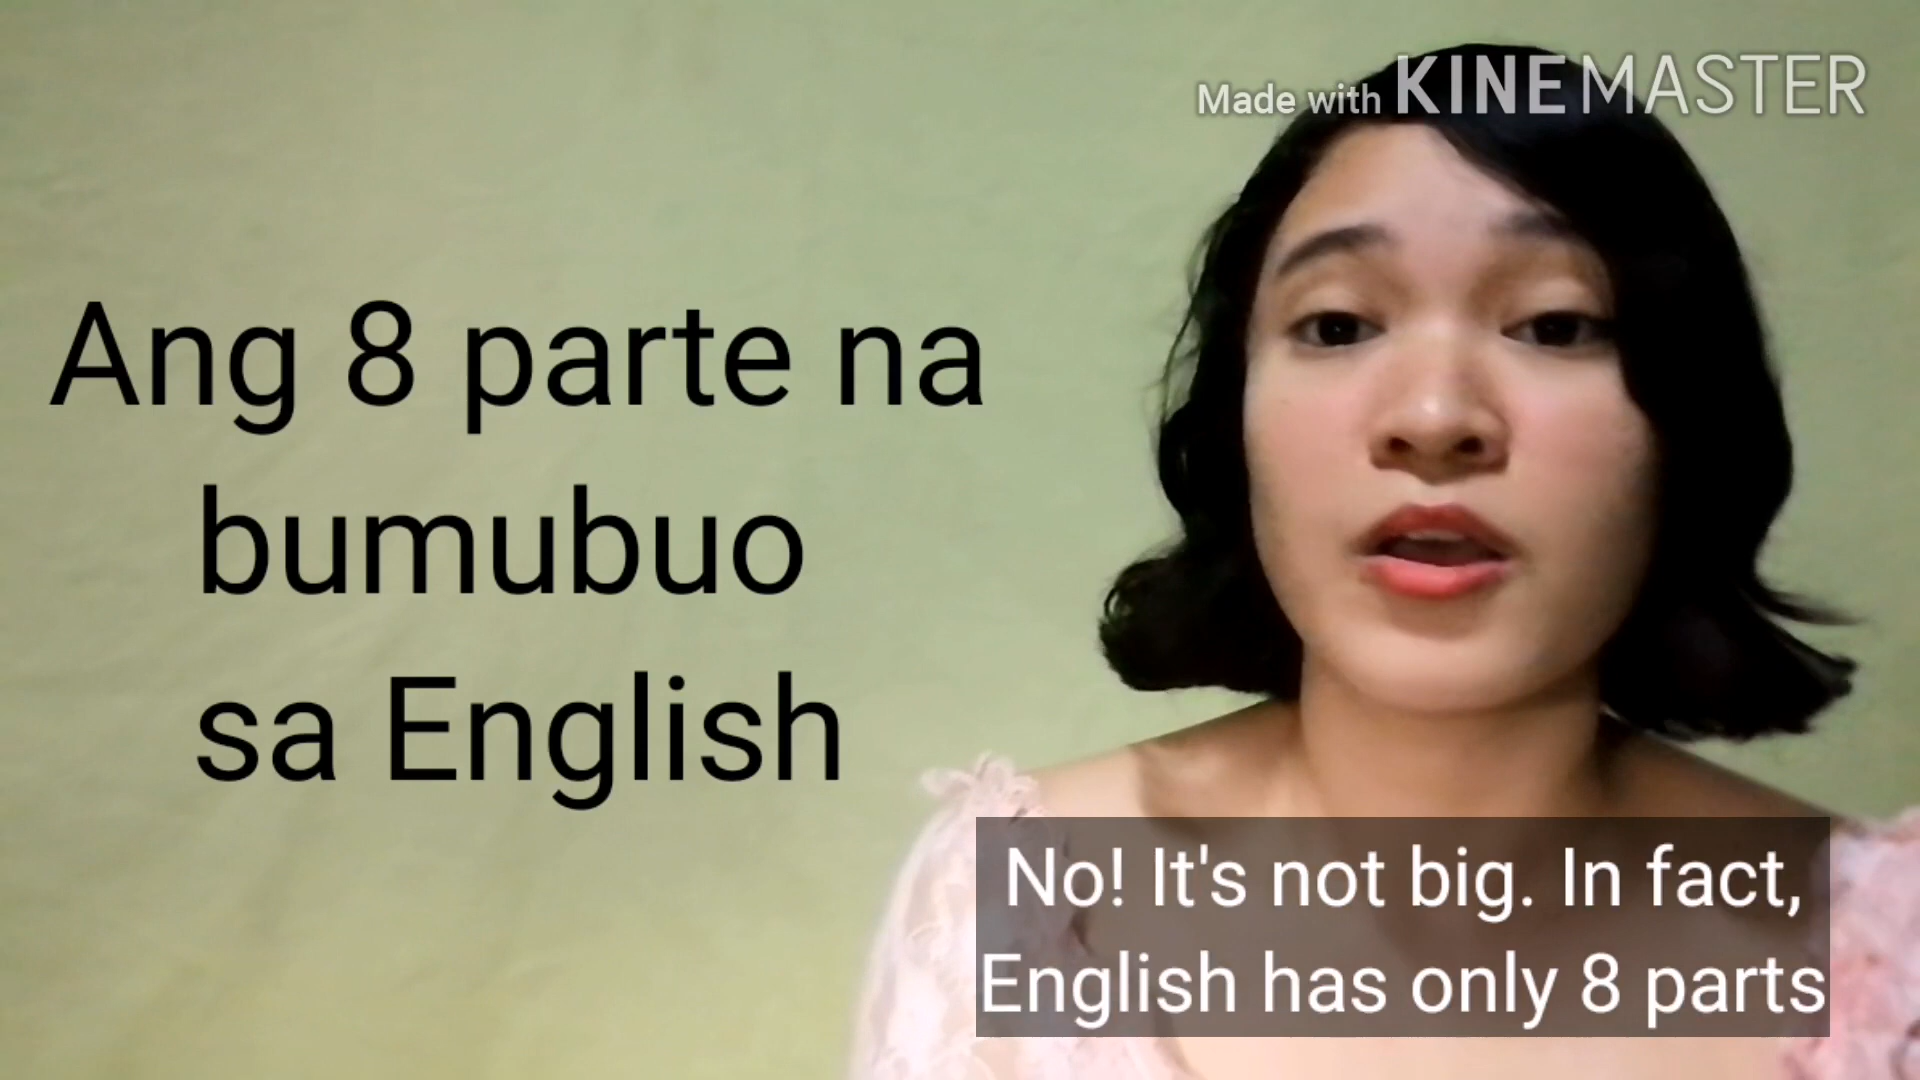 Made with KINEMASTER
Ang 8 parte na
bumubuo
sa English
No! It's not big. In fact,
English has only 8 parts